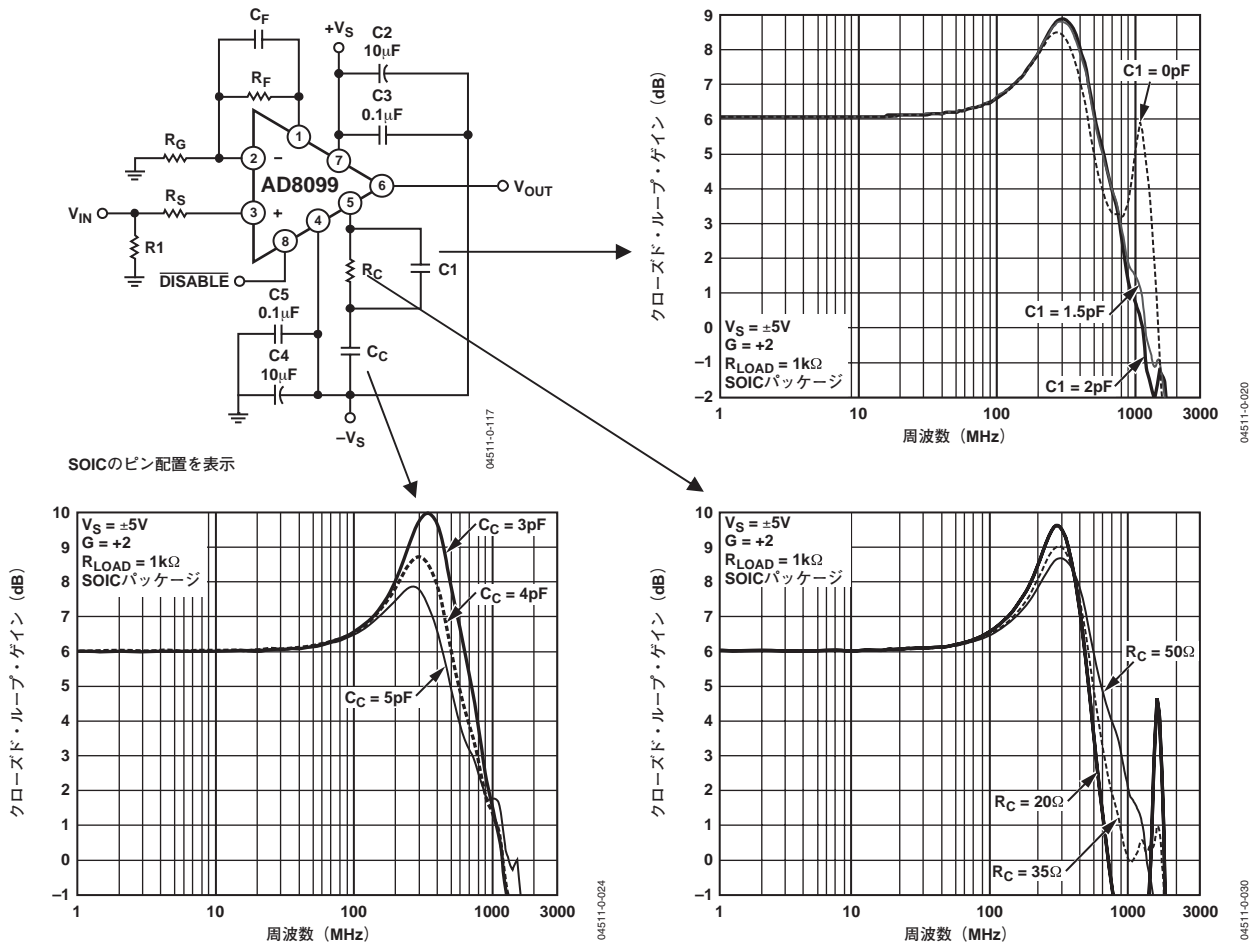 CF
RF
RG
RS
VIN
R1
DISABLE
AD8099
1
2
3
4
5
6
7
8
−
+
+VS
C2
10μF
C3
0.1μF
VOUT
RC
C1
CC
C5
0.1μF
C4
10μF
−VS
04511-0-117
SOICのピン配置を表示
クローズド・ループ・ゲイン (dB)
9
8
7
6
5
4
3
2
1
0
−1
−2
C1 = 0pF
C1 = 1.5pF
C1 = 2pF
VS = ±5V
G = +2
RLOAD = 1kΩ
SOICパッケージ
1
10
100
1000
3000
周波数 (MHz)
04511-0-020
クローズド・ループ・ゲイン (dB)
10
9
8
7
6
5
4
3
2
1
0
−1
VS = ±5V
G = +2
RLOAD = 1kΩ
SOICパッケージ
CC = 3pF
CC = 4pF
CC = 5pF
1
10
100
1000
3000
周波数 (MHz)
04511-0-024
クローズド・ループ・ゲイン (dB)
10
9
8
7
6
5
4
3
2
1
0
−1
VS = ±5V
G = +2
RLOAD = 1kΩ
SOICパッケージ
RC = 50Ω
RC = 20Ω
RC = 35Ω
1
10
100
1000
3000
周波数 (MHz)
04511-0-030